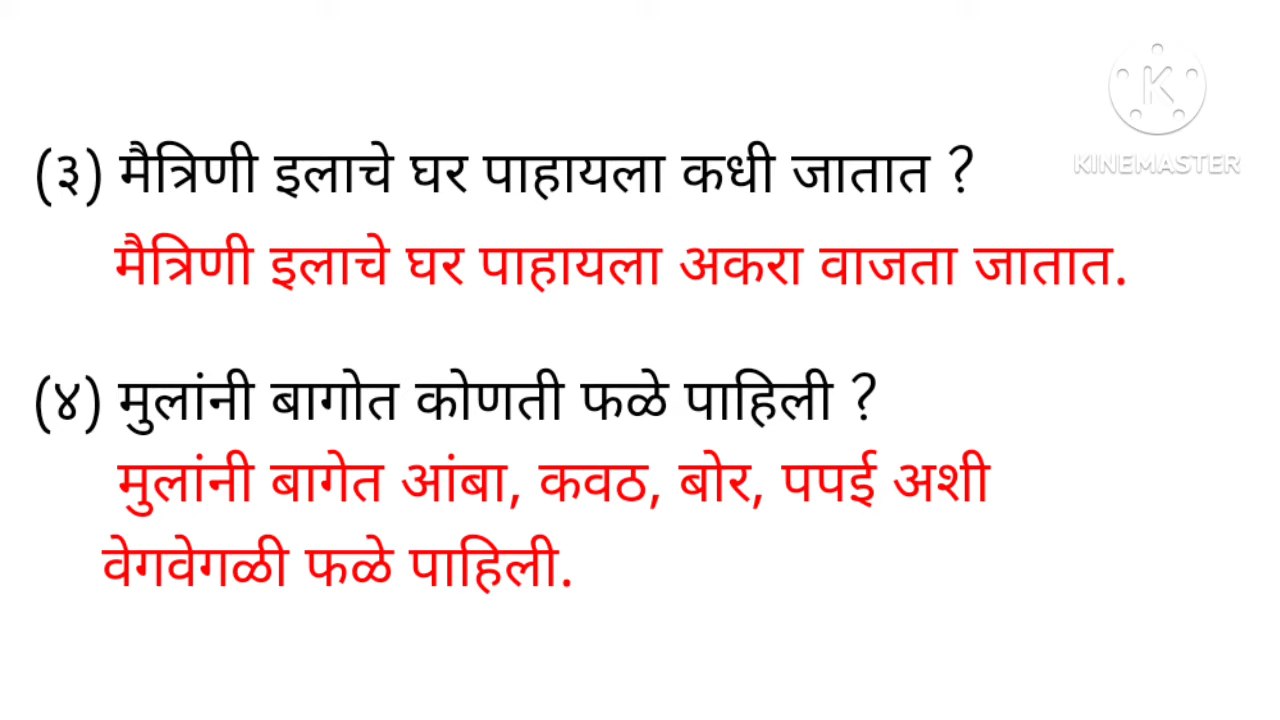 KINEMASTER
(३) मैत्रिणी इलाचे घर पाहायला कधी जातात ?
मैत्रिणी इलाचे घर पाहायला अकरा वाजता जातात.
(४) मुलांनी बागोत कोणती फळे पाहिली ?
मुलांनी बागेत आंबा, कवठ, बोर, पपई अशी
वेगवेगळी फळे पाहिली.